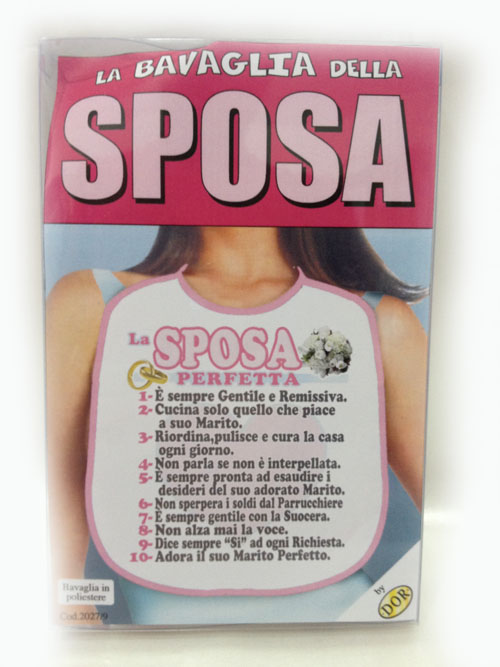 LA BAVAGLIA DELLA
SPOSA
La SPOSA
PERFETTA
1- È sempre Gentile e Remissiva.
2- Cucina solo quello che piace
a suo Marito.
3- Riordina,pulisce e cura la casa
ogni giorno.
4- Non parla se non è interpellata.
5- È sempre pronta ad esaudire i
desideri del suo adorato Marito.
6- Non sperpera i soldi dal Parrucchiere
7- È sempre gentile con la Suocera.
8- Non alza mai la voce.
9- Dice sempre “Si” ad ogni Richiesta.
10- Adora il suo Marito Perfetto.
Bavaglia in
poliestere
Cod.2027/9
by
DOR